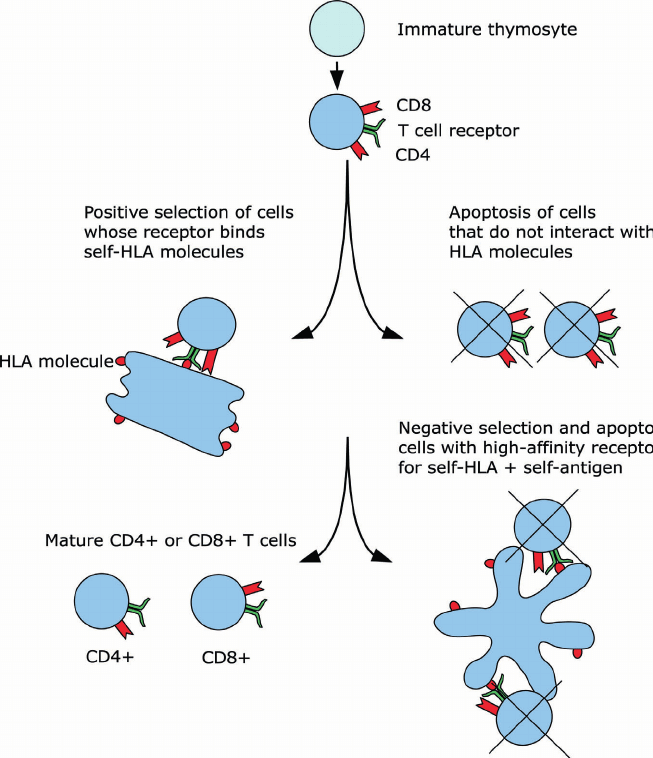 Immature thymosyte
CD8
T cell receptor
CD4
Positive selection of cells
whose receptor binds
self-HLA molecules
Apoptosis of cells
that do not interact with
HLA molecules
HLA molecule
Negative selection and apopto
cells with high-affinity recepto
for self-HLA + self-antigen
Mature CD4+ or CD8+ T cells
CD4+
CD8+